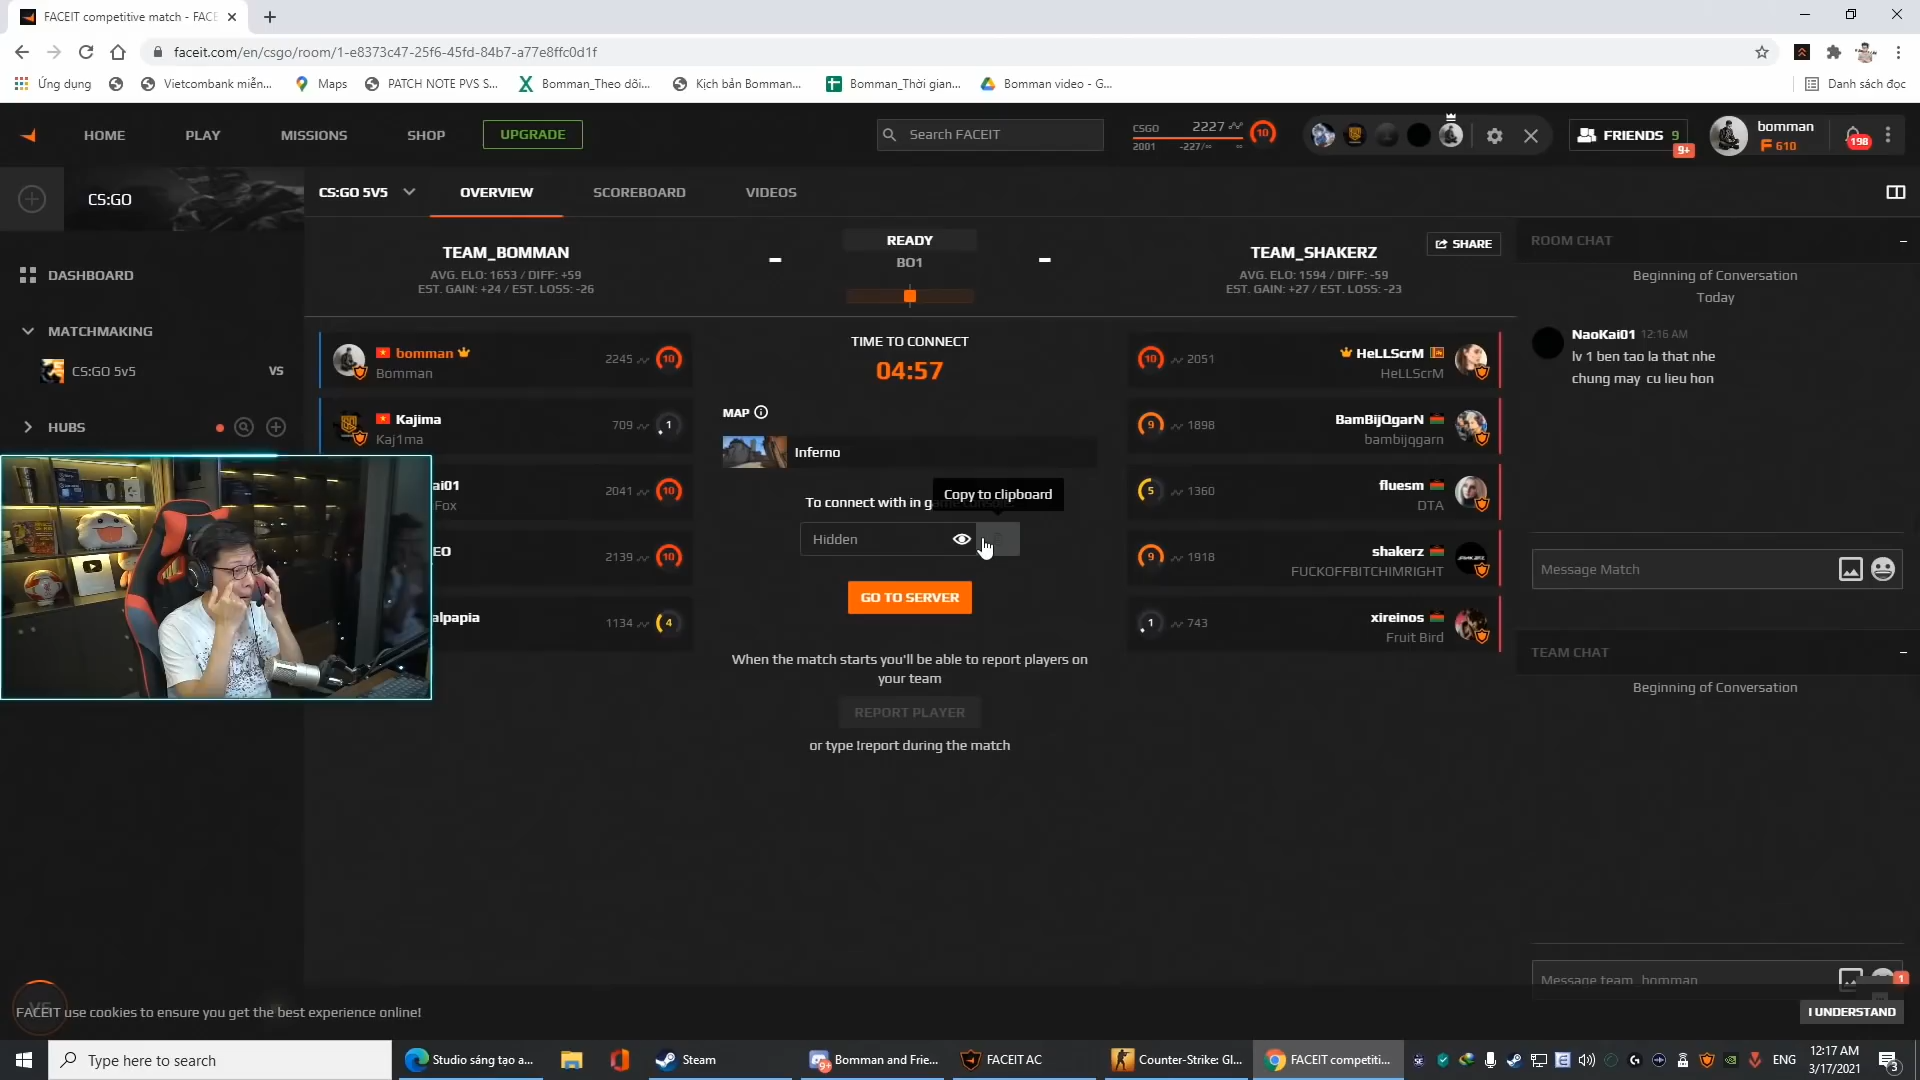 FACEIT competitive match - FACE
faceit.com/en/csgo/room/1-e8373c47-25f6-45fd-84b7-a77e8ffc0d1f
Ứng dụng
Vietcombank miễn...
Maps
PATCH NOTE PVS S...
Bomman_Theo dõi...
Kịch bản Bomman...
Bomman_Thời gian...
Bomman video - G...
Danh sách đọc
HOME
PLAY
MISSIONS
SHOP
UPGRADE
Search FACEIT
CSGO 2227
2001 -227/∞ ∞
10
FRIENDS 9
9+
bomman
F 610
198
CS:GO
CS:GO 5V5
OVERVIEW
SCOREBOARD
VIDEOS
DASHBOARD
MATCHMAKING
CS:GO 5v5 VS
HUBS
TEAM_BOMMAN
AVG. ELO: 1653 / DIFF: +59
EST. GAIN: +24 / EST. LOSS: -26
-
READY
BO1
-
TEAM_SHAKERZ
AVG. ELO: 1594 / DIFF: -59
EST. GAIN: +27 / EST. LOSS: -23
SHARE
bomman
Bomman
2245 10
Kajima
Kaj1ma
709 1
ai01
Fox
2041 10
EO
2139 10
alpapia
1134 4
TIME TO CONNECT
04:57
MAP
Inferno
Copy to clipboard
To connect with in game console:
Hidden
GO TO SERVER
When the match starts you'll be able to report players on
your team
REPORT PLAYER
or type !report during the match
10 2051
HeLLScrM
HeLLScrM
9 1898
BamBijQgarN
bambijqgarn
5 1360
fluesm
DTA
9 1918
shakerz
FUCKOFFBITCHIMRIGHT
1 743
xireinos
Fruit Bird
ROOM CHAT
Beginning of Conversation
Today
NaoKai01 12:16 AM
lv 1 ben tao la that nhe
chung may cu lieu hon
Message Match
TEAM CHAT
Beginning of Conversation
Message team_bomman
1
FACEIT use cookies to ensure you get the best experience online!
I UNDERSTAND
Type here to search
Studio sáng tạo a...
Steam
Bomman and Frie...
9+
FACEIT AC
Counter-Strike: Gl...
FACEIT competiti...
ENG
12:17 AM
3/17/2021
3